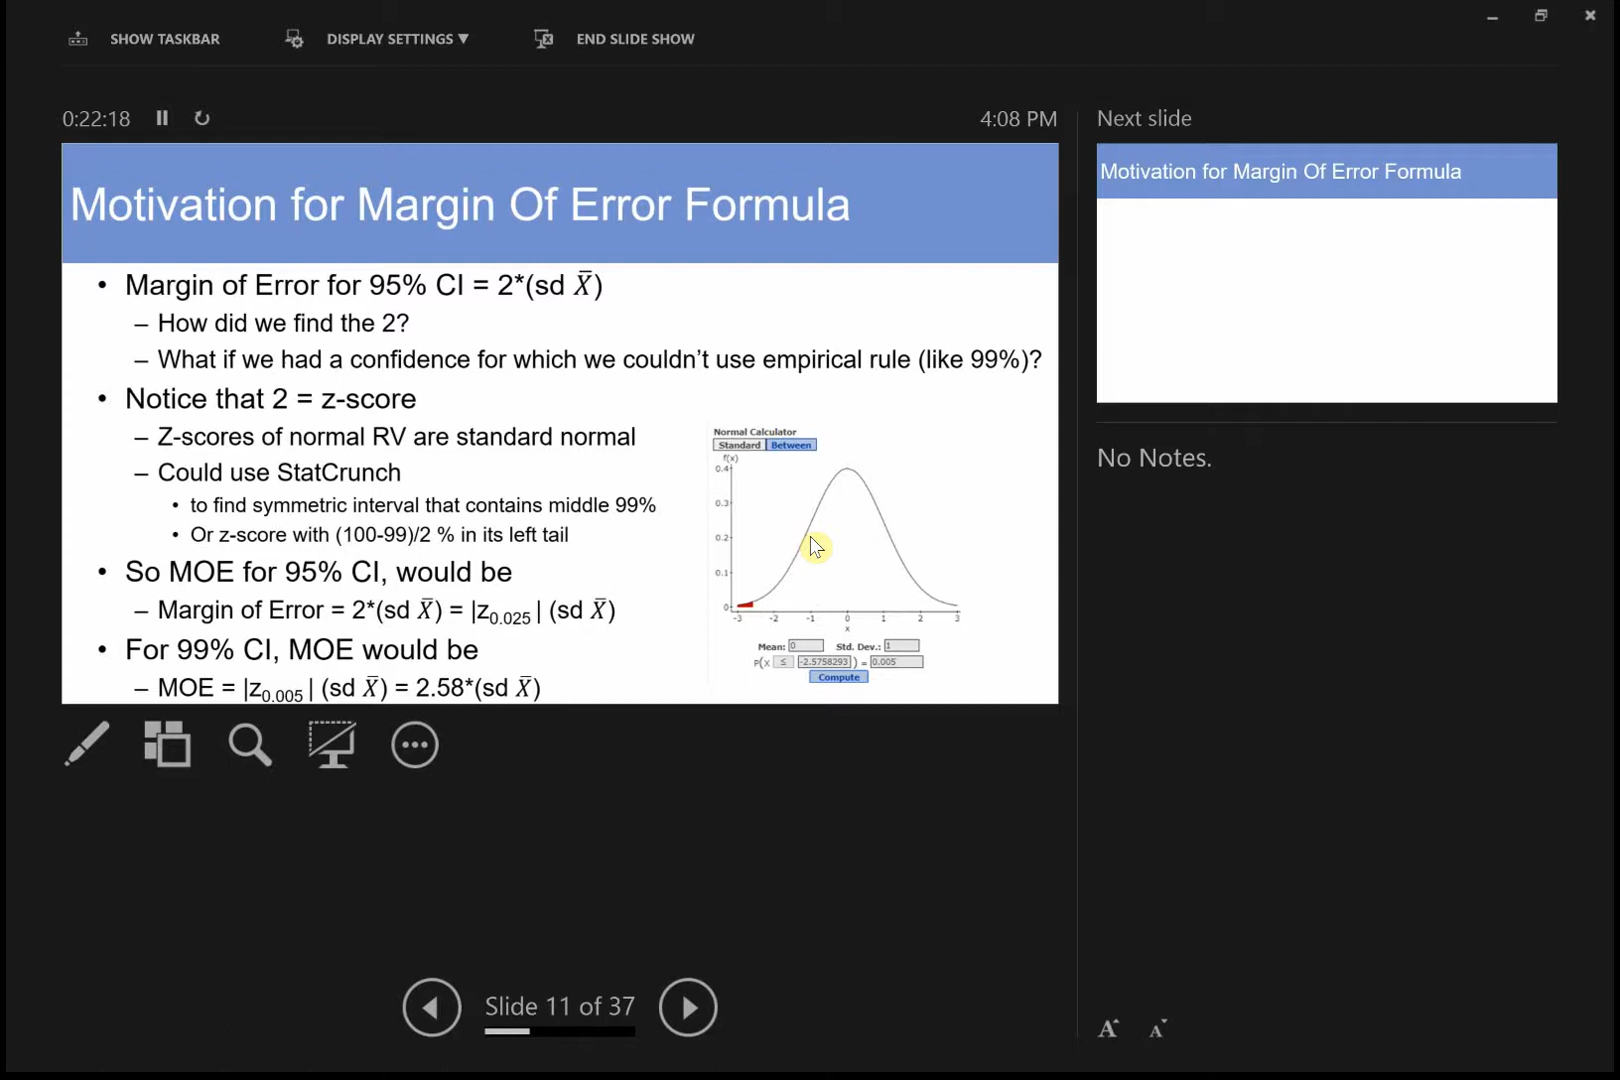 SHOW TASKBAR DISPLAY SETTINGS ▼ END SLIDE SHOW
0:22:18 4:08 PM
Motivation for Margin Of Error Formula
• Margin of Error for 95% CI = 2*(sd X̄)
– How did we find the 2?
– What if we had a confidence for which we couldn't use empirical rule (like 99%)?
• Notice that 2 = z-score
– Z-scores of normal RV are standard normal
– Could use StatCrunch
• to find symmetric interval that contains middle 99%
• Or z-score with (100-99)/2 % in its left tail
• So MOE for 95% CI, would be
– Margin of Error = 2*(sd X̄) = |z₀.₀₂₅ | (sd X̄)
• For 99% CI, MOE would be
– MOE = |z₀.₀₀₅ | (sd X̄) = 2.58*(sd X̄)
Normal Calculator
Standard Between
f(x)
0.4
0.3
0.2
0.1
0
-3 -2 -1 0 1 2 3
x
Mean: 0 Std. Dev.: 1
P(x ≤ -2.5758293 ) = 0.005
Compute
Next slide
Motivation for Margin Of Error Formula
No Notes.
Slide 11 of 37
A A